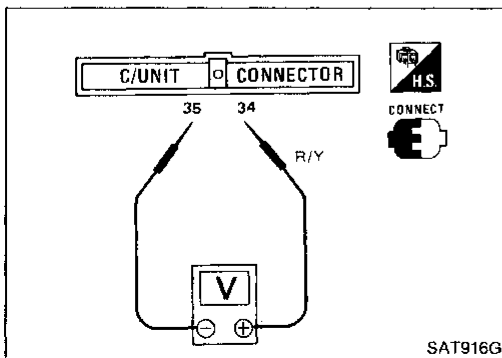 C/UNIT CONNECTOR
H.S.
CONNECT
35 34
R/Y
V
⊖ ⊕
SAT916G